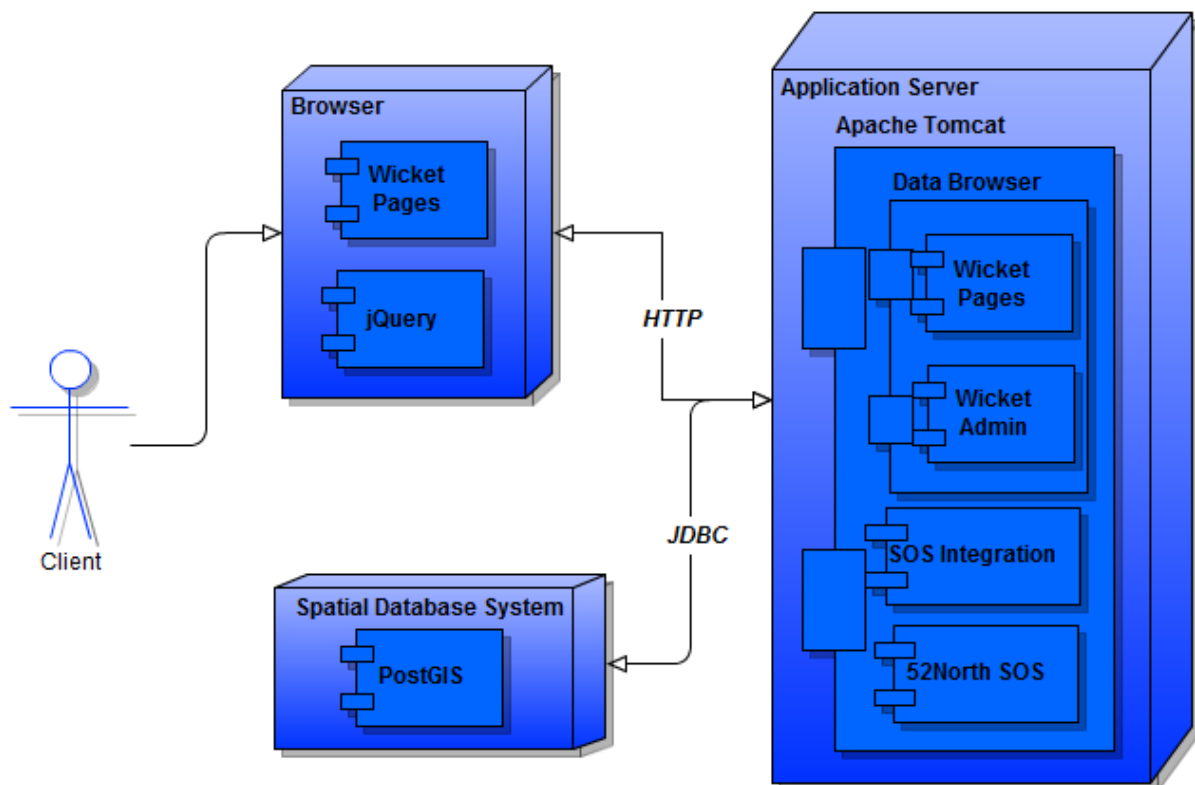 Browser
Wicket
Pages
jQuery
Client
HTTP
JDBC
Spatial Database System
PostGIS
Application Server
Apache Tomcat
Data Browser
Wicket
Pages
Wicket
Admin
SOS Integration
52North SOS